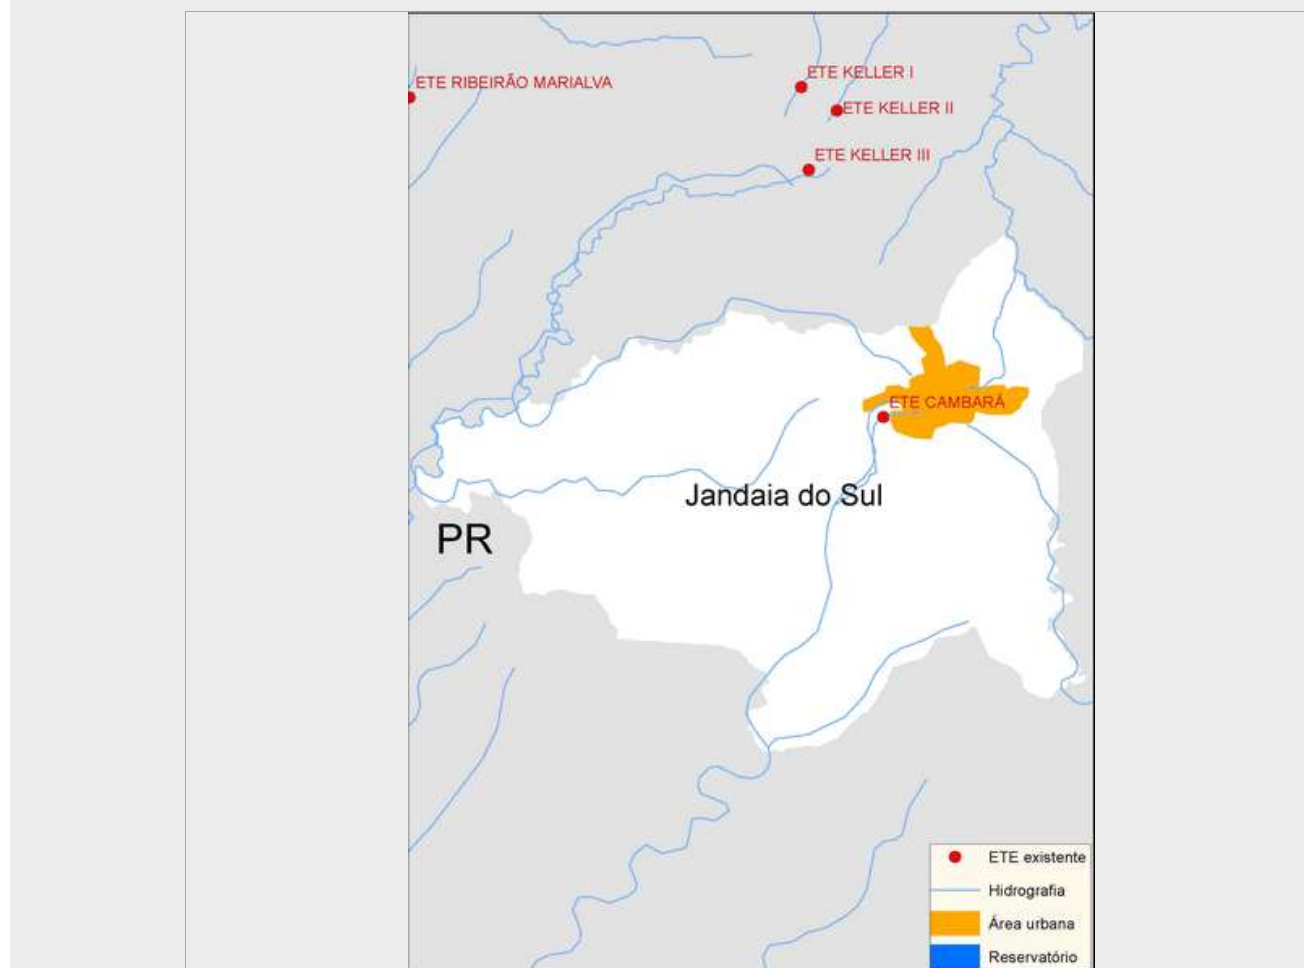 ETE KELLER I
ETE RIBEIRÃO MARIALVA
ETE KELLER II
ETE KELLER III
ETE CAMBARÁ
Jandaia do Sul
PR
ETE existente
Hidrografia
Área urbana
Reservatório